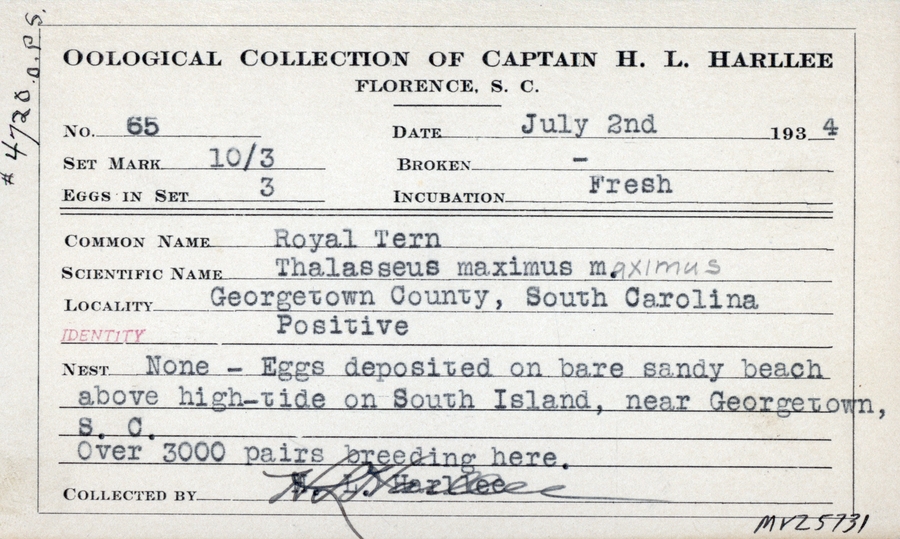 # 4720 O.P.S.
OOLOGICAL COLLECTION OF CAPTAIN H. L. HARLLEE
FLORENCE, S. C.
NO. 65 DATE July 2nd 1934
SET MARK 10/3 BROKEN –
EGGS IN SET 3 INCUBATION Fresh
COMMON NAME Royal Tern
SCIENTIFIC NAME Thalasseus maximus m.aximus
LOCALITY Georgetown County, South Carolina
IDENTITY Positive
NEST None – Eggs deposited on bare sandy beach
above high-tide on South Island, near Georgetown,
S. C.
Over 3000 pairs breeding here.
COLLECTED BY H. L. Harllee
MVZ5731